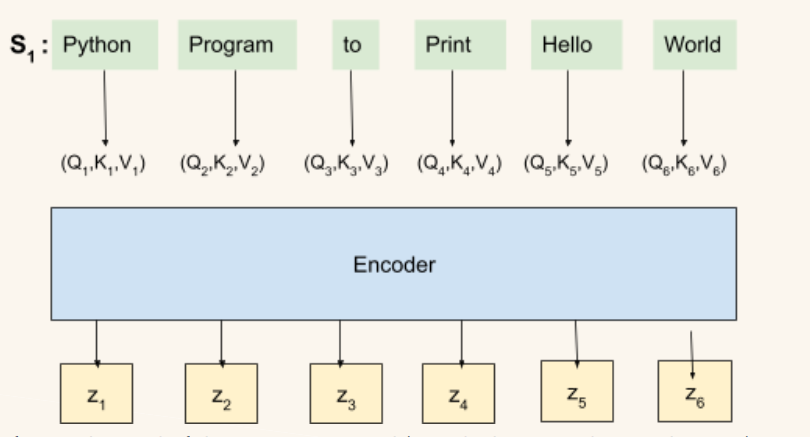 S1 : Python Program to Print Hello World
(Q1,K1,V1) (Q2,K2,V2) (Q3,K3,V3) (Q4,K4,V4) (Q5,K5,V5) (Q6,K6,V6)
Encoder
z1 z2 z3 z4 z5 z6